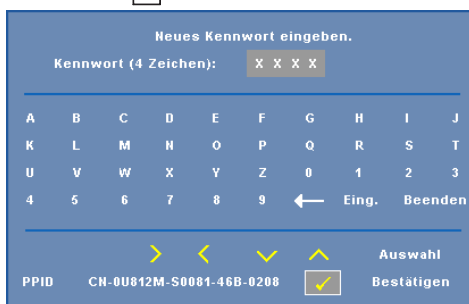 Neues Kennwort eingeben.
Kennwort (4 Zeichen): X X X X
A B C D E F G H I J
K L M N O P Q R S T
U V W X Y Z 0 1 2 3
4 5 6 7 8 9 ← Eing. Beenden
Auswahl
PPID CN-0U812M-S0081-46B-0208 ✓ Bestätigen